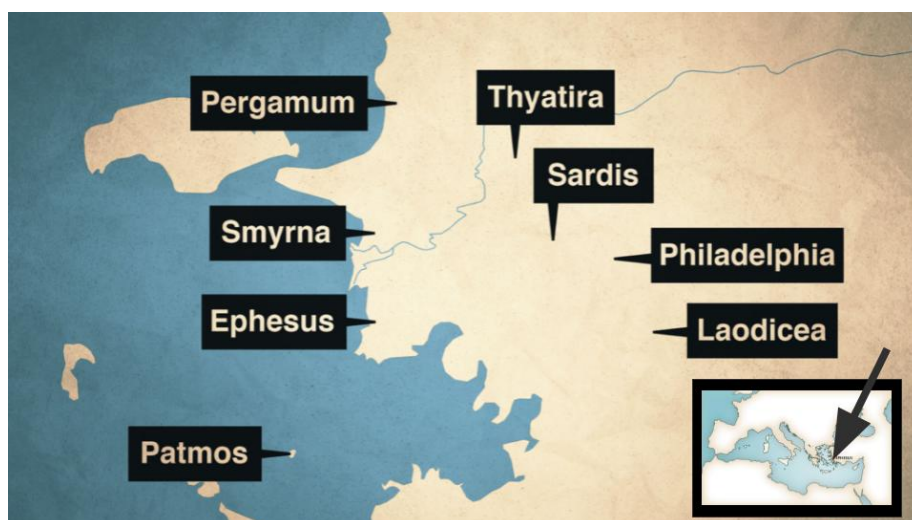 Pergamum
Thyatira
Sardis
Smyrna
Philadelphia
Ephesus
Laodicea
Patmos